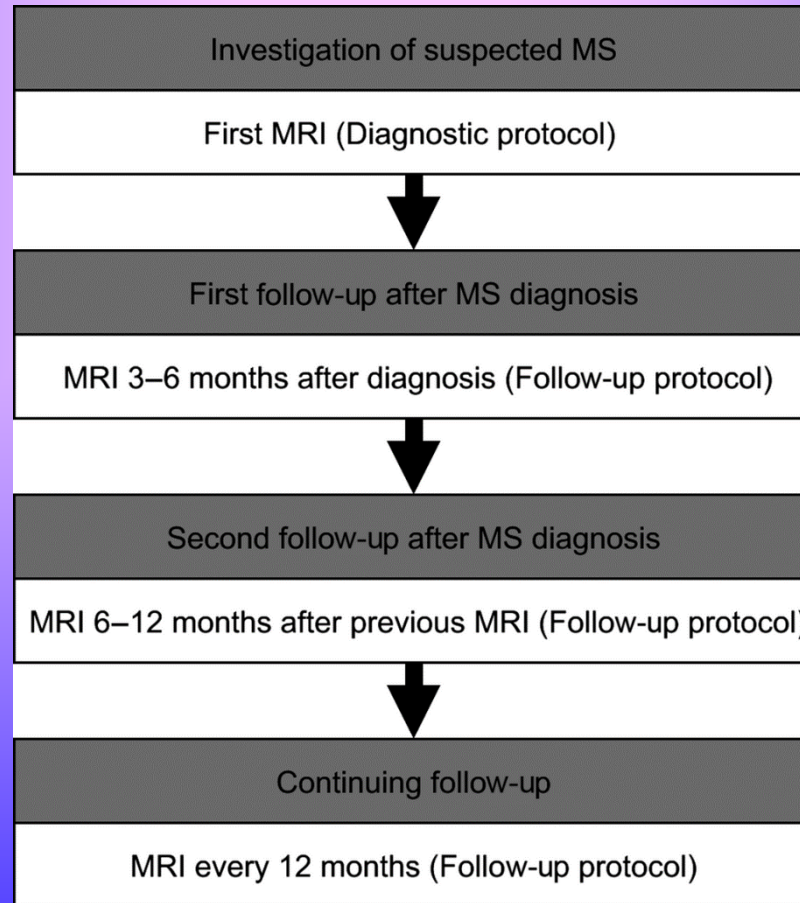 Investigation of suspected MS
First MRI (Diagnostic protocol)
First follow-up after MS diagnosis
MRI 3–6 months after diagnosis (Follow-up protocol)
Second follow-up after MS diagnosis
MRI 6–12 months after previous MRI (Follow-up protocol)
Continuing follow-up
MRI every 12 months (Follow-up protocol)